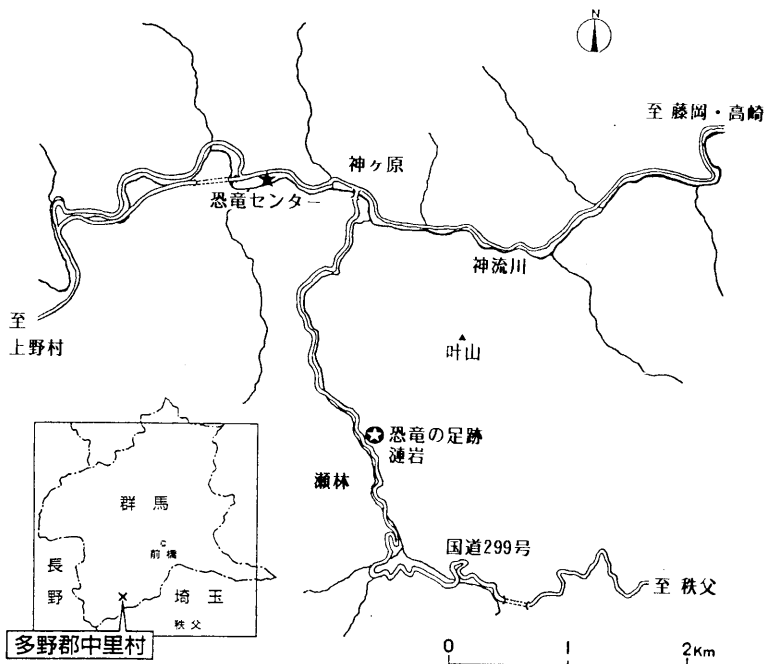 N
至 藤岡・高崎
神ヶ原
恐竜センター
神流川
至
上野村
叶山
恐竜の足跡
漣岩
瀬林
群馬
前橋
長
野
埼玉
秩父
多野郡中里村
国道299号
至 秩父
0 1 2Km